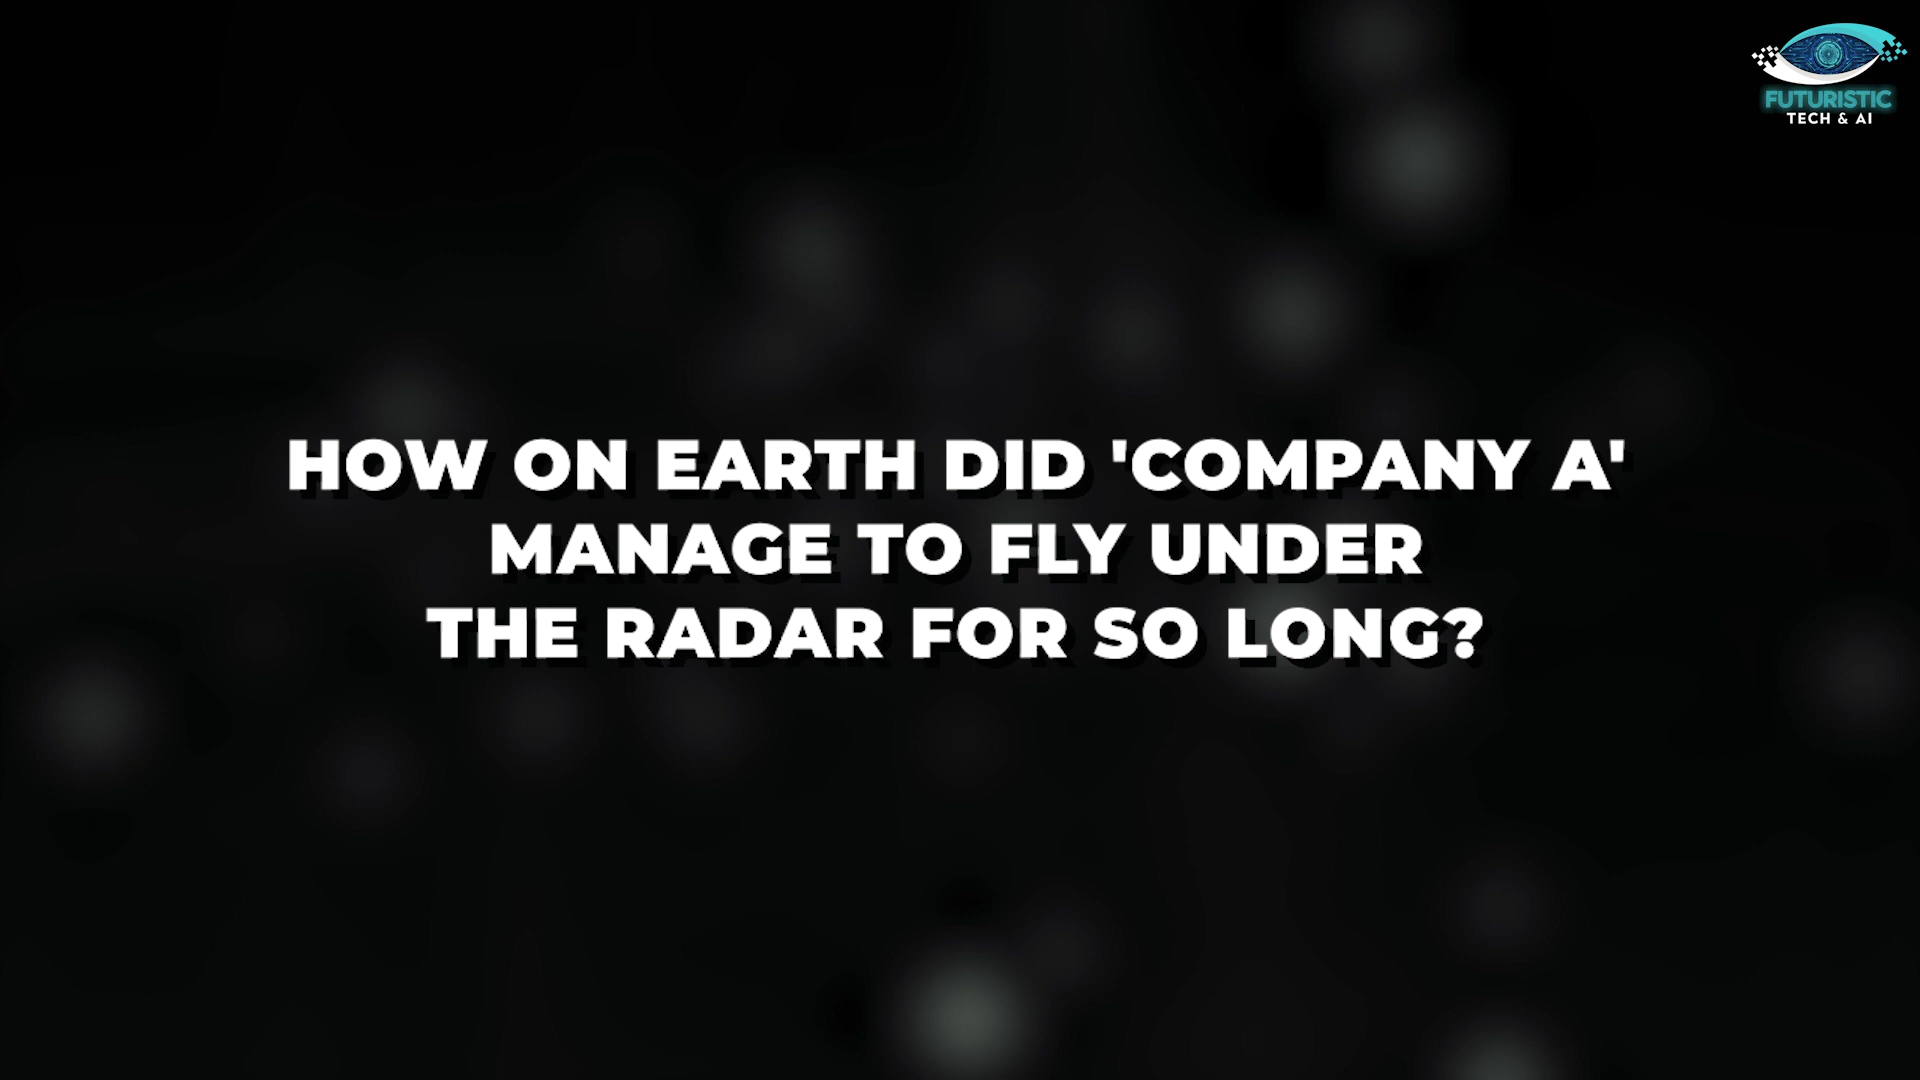 FUTURISTIC
TECH & AI
HOW ON EARTH DID 'COMPANY A'
MANAGE TO FLY UNDER
THE RADAR FOR SO LONG?